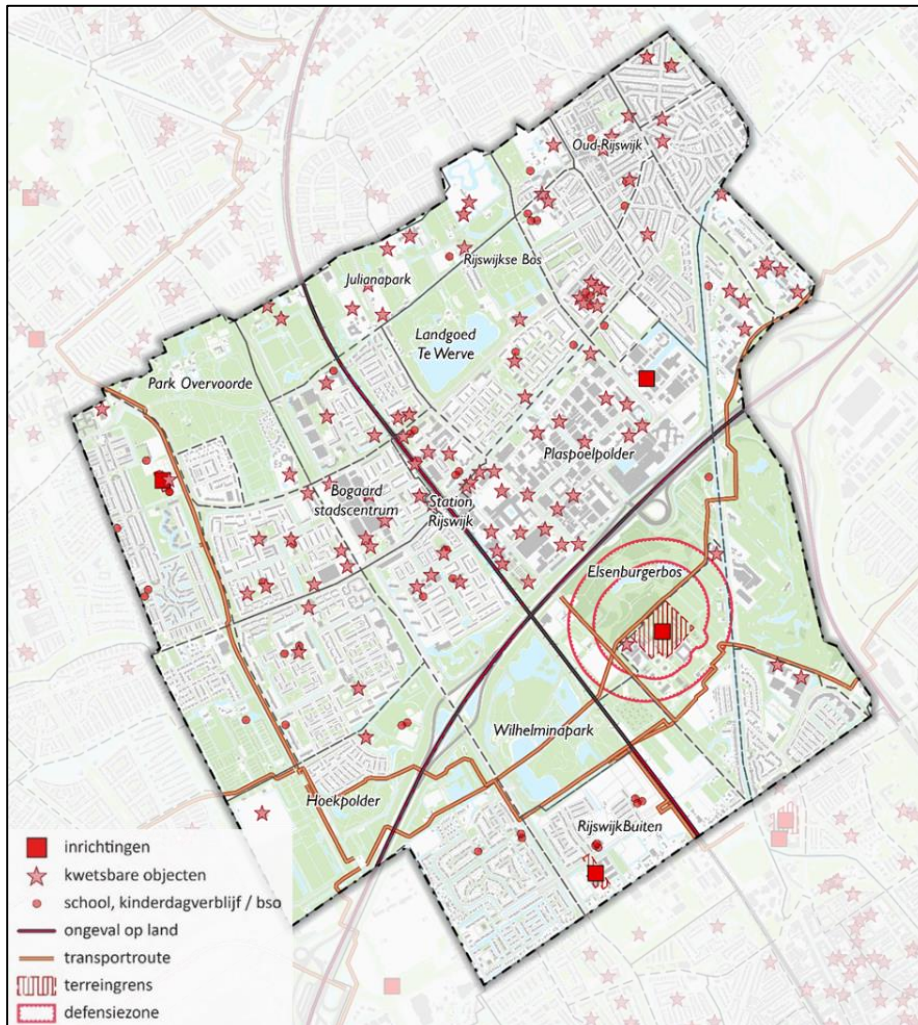 Oud-Rijswijk
Rijswijkse Bos
Julianapark
Landgoed
Te Werve
Park Overvoorde
Plaspoelpolder
Bogaard
stadscentrum
Station
Rijswijk
Elsenburgerbos
Wilhelminapark
Hoekpolder
RijswijkBuiten
inrichtingen
kwetsbare objecten
school, kinderdagverblijf / bso
ongeval op land
transportroute
terreingrens
defensiezone